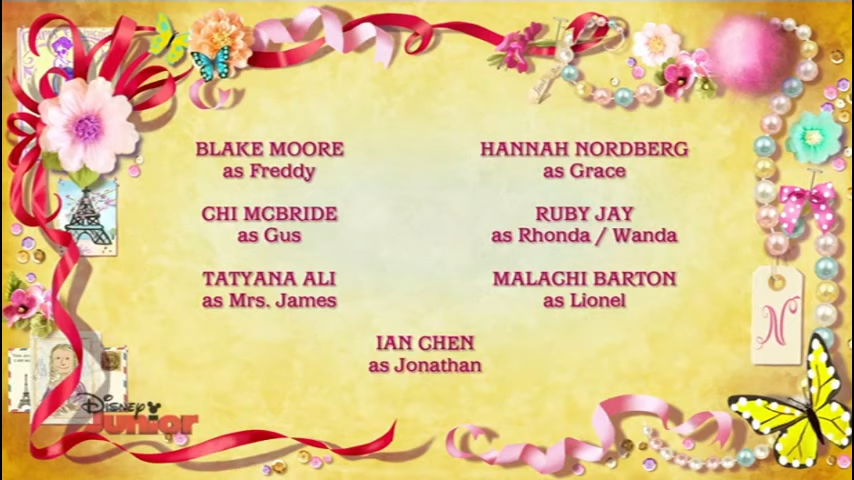 BLAKE MOORE
as Freddy
HANNAH NORDBERG
as Grace
CHI MCBRIDE
as Gus
RUBY JAY
as Rhonda / Wanda
TATYANA ALI
as Mrs. James
MALACHI BARTON
as Lionel
IAN CHEN
as Jonathan
N
Disney
Junior